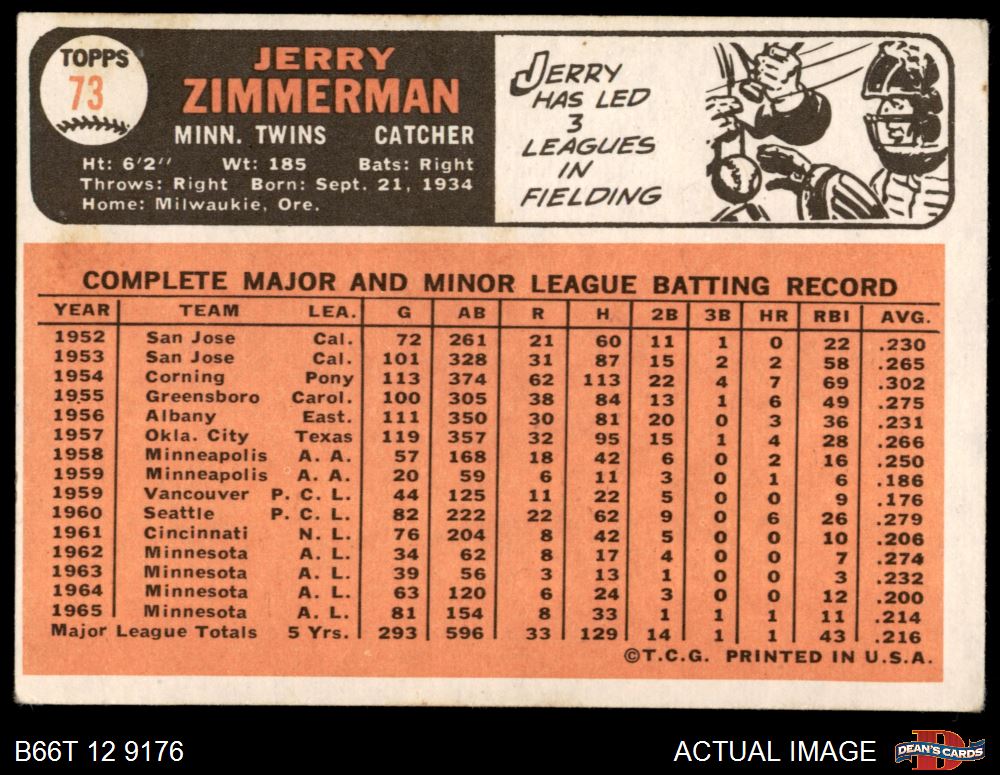 TOPPS
73
JERRY
ZIMMERMAN
MINN. TWINS CATCHER
Ht: 6'2" Wt: 185 Bats: Right
Throws: Right Born: Sept. 21, 1934
Home: Milwaukie, Ore.
JERRY
HAS LED
3
LEAGUES
IN
FIELDING
COMPLETE MAJOR AND MINOR LEAGUE BATTING RECORD
YEAR TEAM LEA. G AB R H 2B 3B HR RBI AVG.
1952 San Jose Cal. 72 261 21 60 11 1 0 22 .230
1953 San Jose Cal. 101 328 31 87 15 2 2 58 .265
1954 Corning Pony 113 374 62 113 22 4 7 69 .302
1955 Greensboro Carol. 100 305 38 84 13 1 6 49 .275
1956 Albany East. 111 350 30 81 20 0 3 36 .231
1957 Okla. City Texas 119 357 32 95 15 1 4 28 .266
1958 Minneapolis A. A. 57 168 18 42 6 0 2 16 .250
1959 Minneapolis A. A. 20 59 6 11 3 0 1 6 .186
1959 Vancouver P. C. L. 44 125 11 22 5 0 0 9 .176
1960 Seattle P. C. L. 82 222 22 62 9 0 6 26 .279
1961 Cincinnati N. L. 76 204 8 42 5 0 0 10 .206
1962 Minnesota A. L. 34 62 8 17 4 0 0 7 .274
1963 Minnesota A. L. 39 56 3 13 1 0 0 3 .232
1964 Minnesota A. L. 63 120 6 24 3 0 0 12 .200
1965 Minnesota A. L. 81 154 8 33 1 1 1 11 .214
Major League Totals 5 Yrs. 293 596 33 129 14 1 1 43 .216
©T.C.G. PRINTED IN U.S.A.
B66T 12 9176
ACTUAL IMAGE
D
DEAN'S CARDS